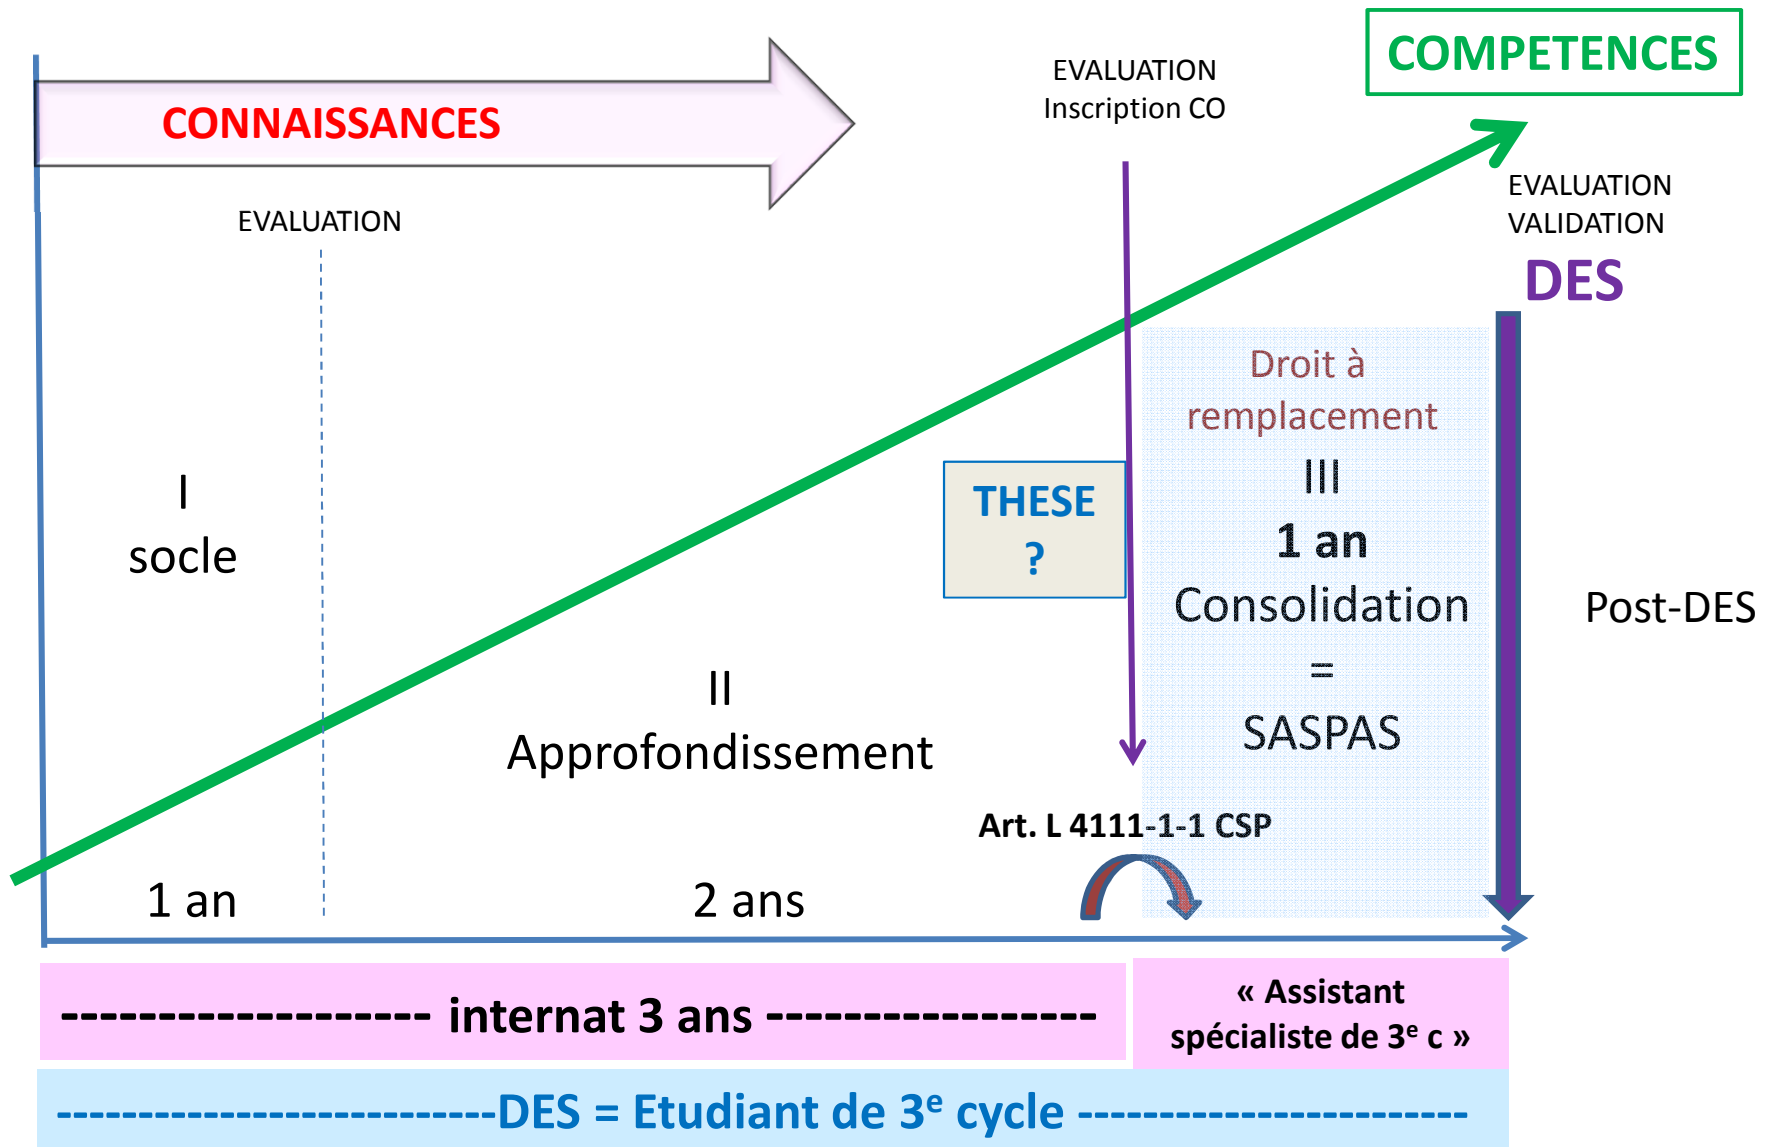 COMPETENCES
EVALUATION
Inscription CO
CONNAISSANCES
EVALUATION
VALIDATION
DES
EVALUATION
Droit à
remplacement
III
1 an
Consolidation
=
SASPAS
THESE
?
I
socle
Post-DES
II
Approfondissement
Art. L 4111-1-1 CSP
1 an
2 ans
------------------- internat 3 ans -----------------
« Assistant
spécialiste de 3e c »
---------------------------DES = Etudiant de 3e cycle ------------------------